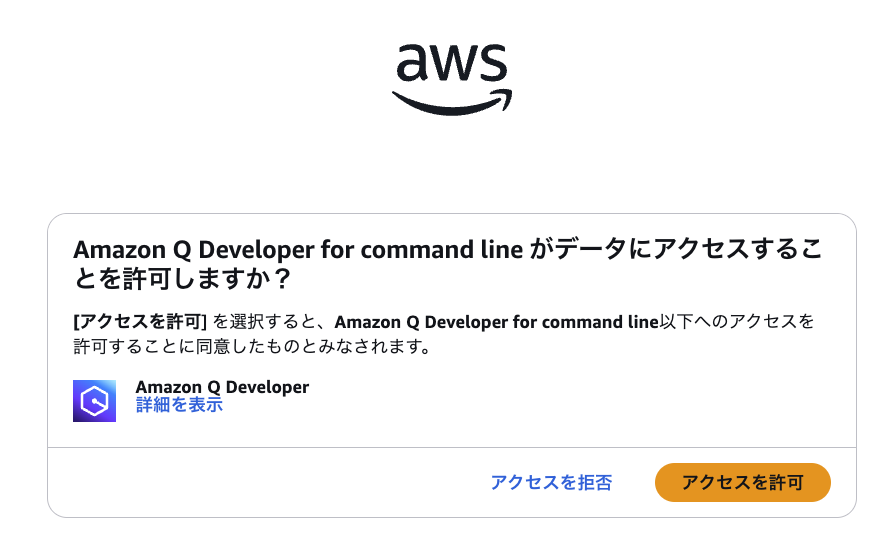 aws
Amazon Q Developer for command line がデータにアクセスするこ
とを許可しますか？
[アクセスを許可] を選択すると、Amazon Q Developer for command line以下へのアクセスを
許可することに同意したものとみなされます。
Amazon Q Developer
詳細を表示
アクセスを拒否
アクセスを許可